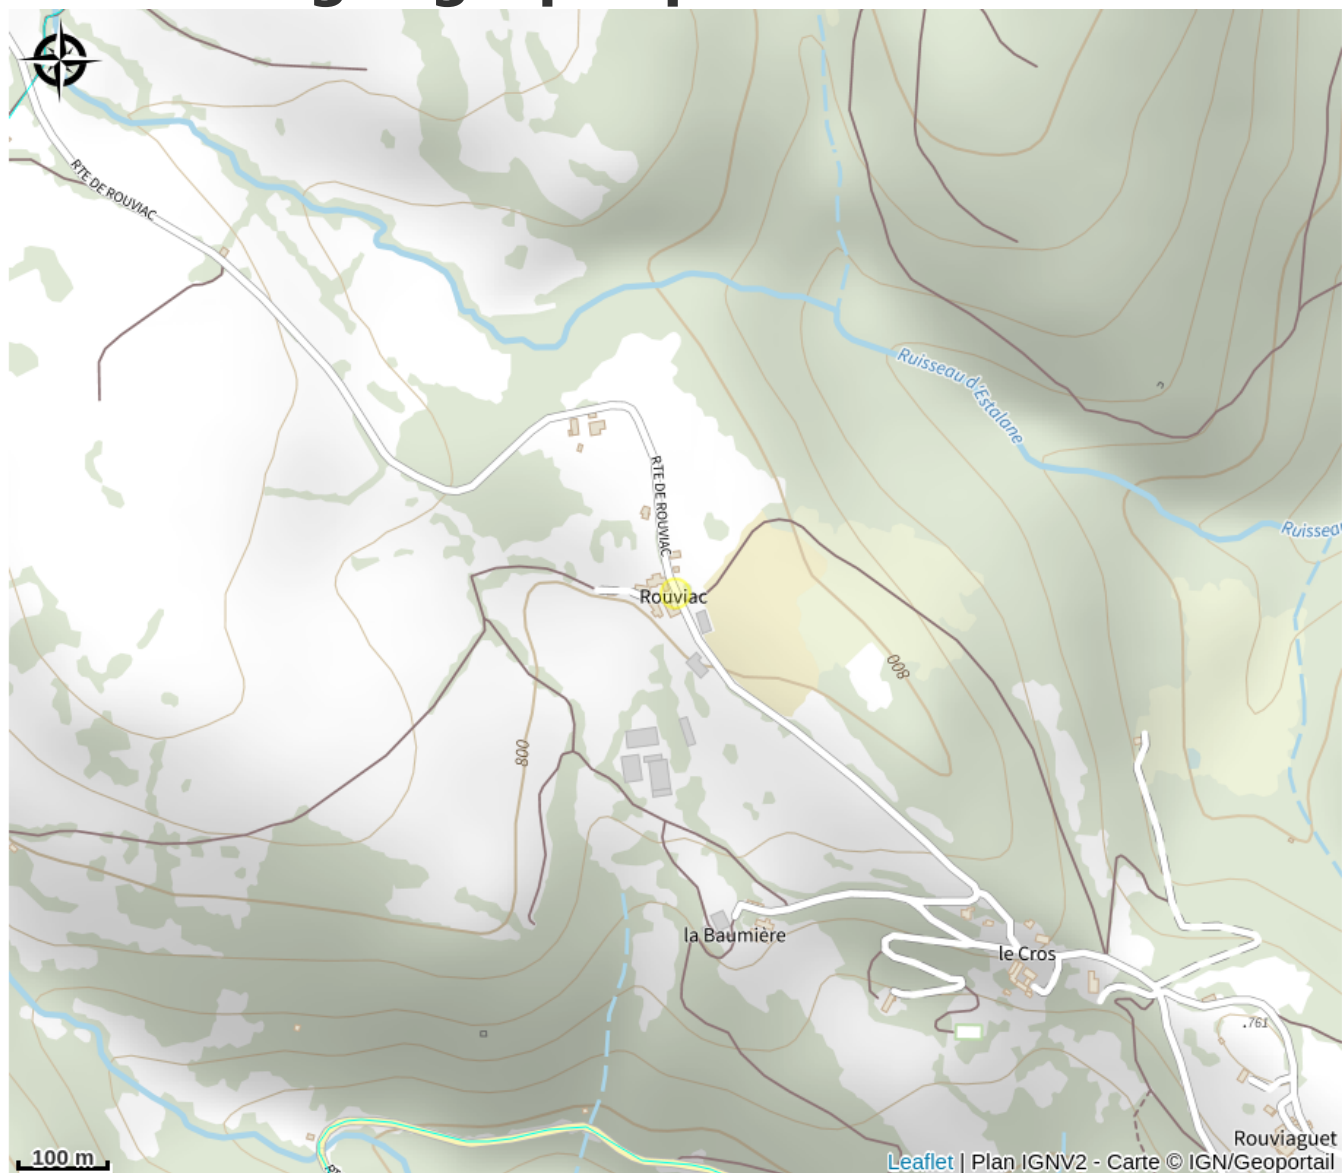 RTE DE ROUVIAC
Ruisseau d'Estalane
RTE DE ROUVIAC
Rouviac
800
800
la Baumière
le Cros
.761
Rouviaguet
100 m
Leaflet | Plan IGNV2 - Carte © IGN/Geoportail